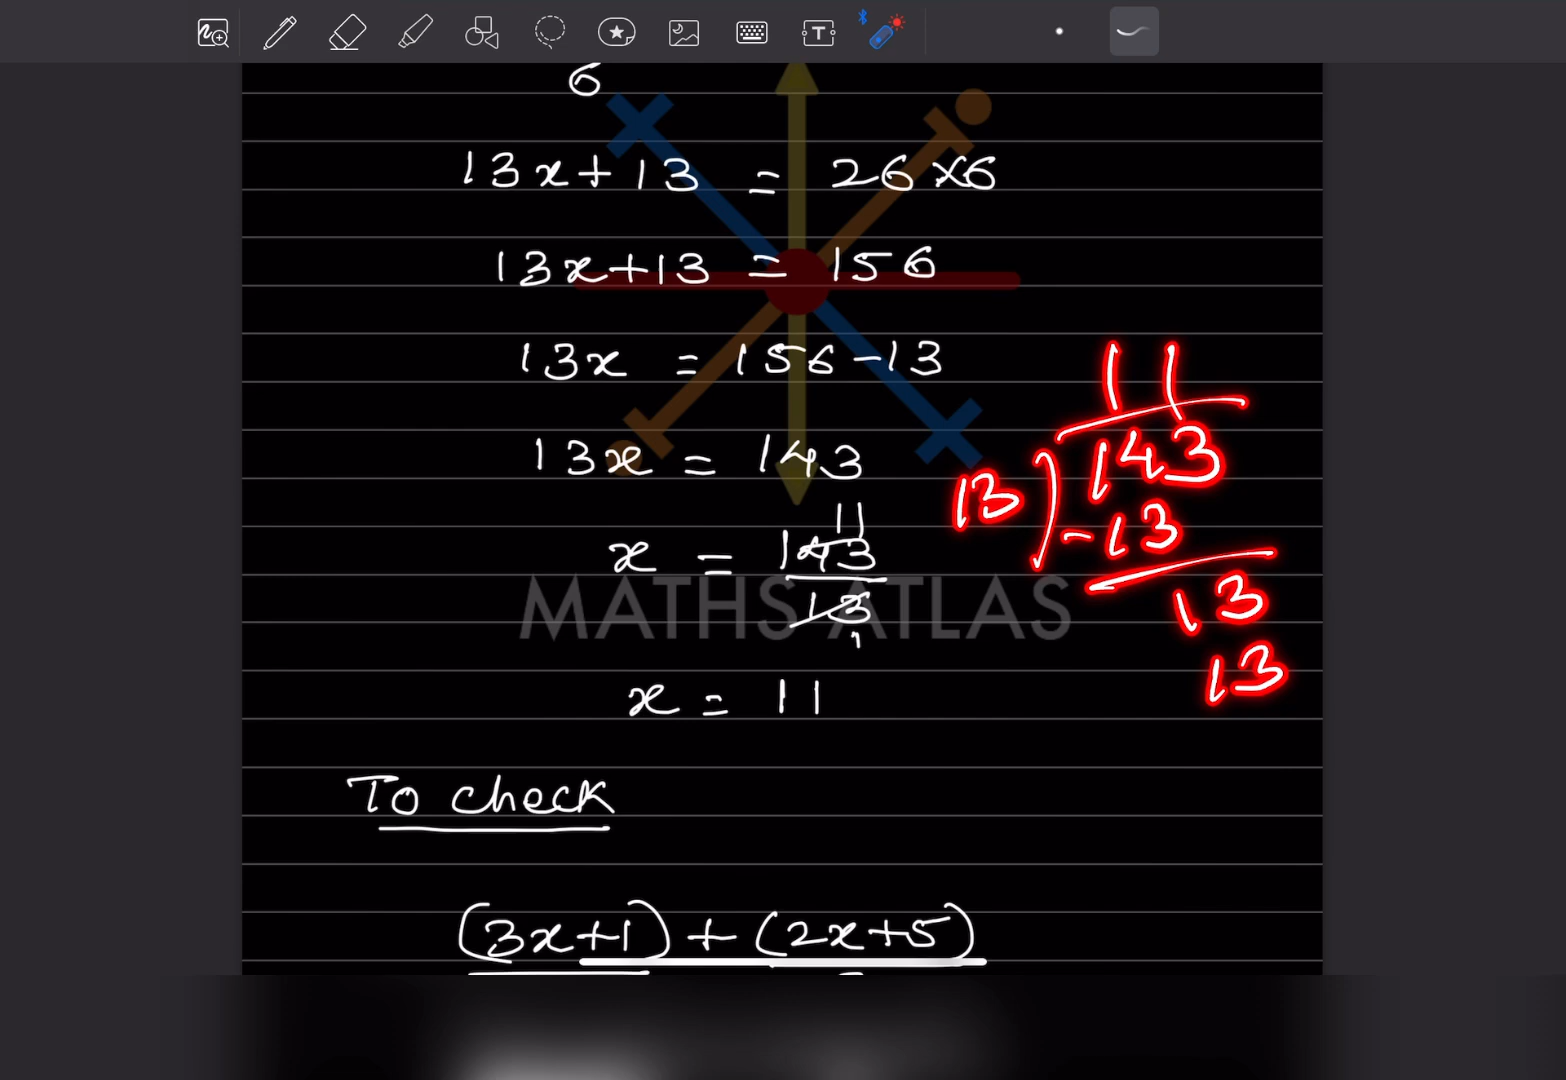 6
13x+13 = 26×6
13x+13 = 156
13x = 156-13
13x = 143
11
x = 143
13
1
x = 11
11
13)143
-13
13
13
To check
(3x+1) + (2x+5)
MATHS ATLAS